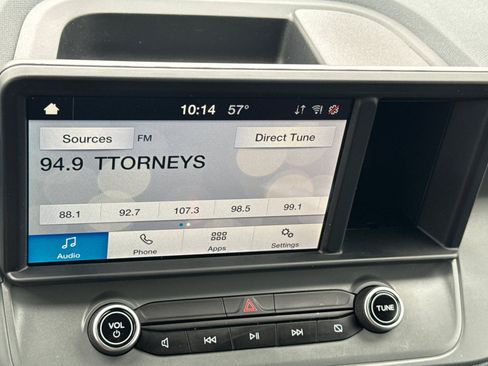 10:14 57°
Sources FM Direct Tune
94.9 TTORNEYS
88.1 92.7 107.3 98.5 99.1
Audio Phone Apps Settings
VOL TUNE